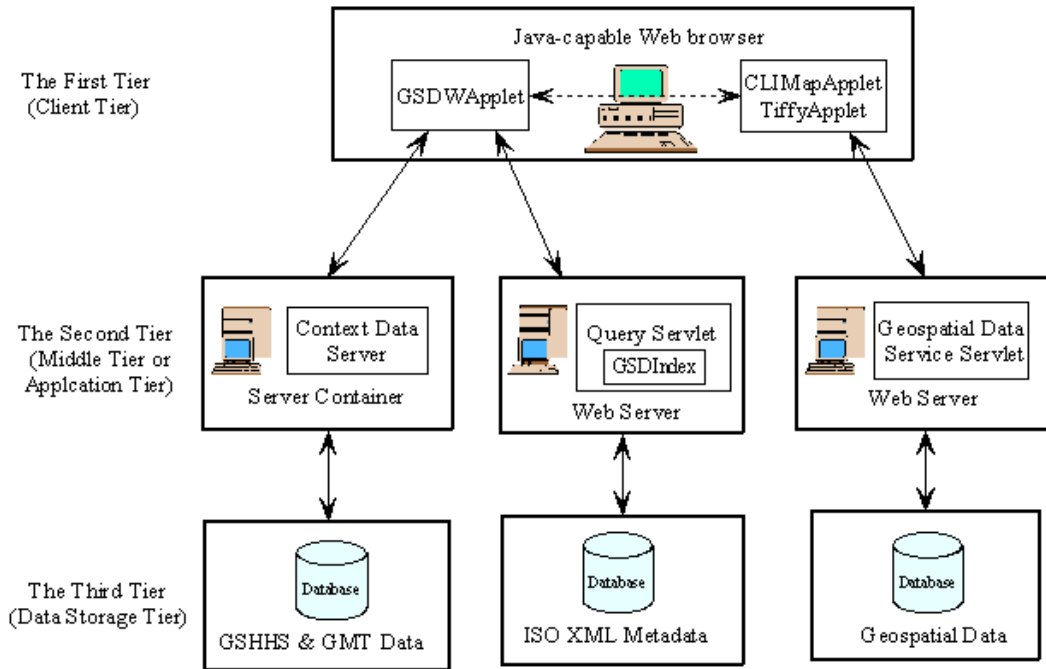 Java-capable Web browser
The First Tier
(Client Tier)
GSDWApplet
CLIMapApplet
TiffyApplet
The Second Tier
(Middle Tier or
Applcation Tier)
Context Data
Server
Server Container
Query Servlet
GSDIndex
Web Server
Geospatial Data
Service Servlet
Web Server
The Third Tier
(Data Storage Tier)
Database
GSHHS & GMT Data
Database
ISO XML Metadata
Database
Geospatial Data